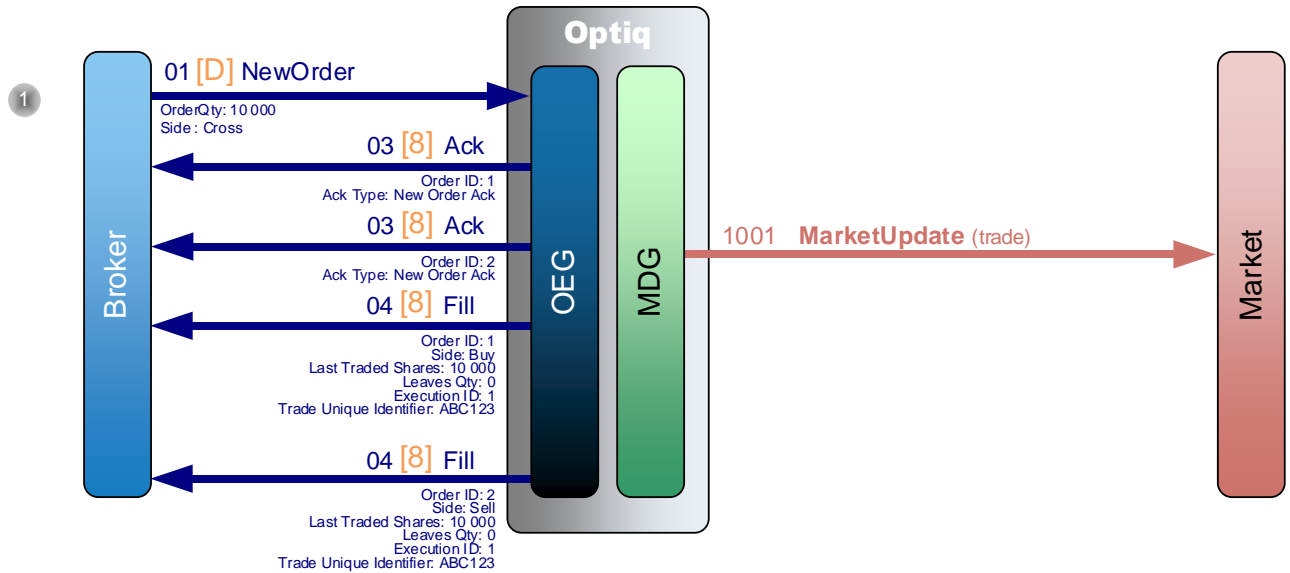 Optiq
1
01 [D] NewOrder
OrderQty: 10 000
Side : Cross
03 [8] Ack
Order ID: 1
Ack Type: New Order Ack
03 [8] Ack
Order ID: 2
Ack Type: New Order Ack
04 [8] Fill
Order ID: 1
Side: Buy
Last Traded Shares: 10 000
Leaves Qty: 0
Execution ID: 1
Trade Unique Identifier: ABC123
04 [8] Fill
Order ID: 2
Side: Sell
Last Traded Shares: 10 000
Leaves Qty: 0
Execution ID: 1
Trade Unique Identifier: ABC123
Broker
OEG
MDG
1001 MarketUpdate (trade)
Market